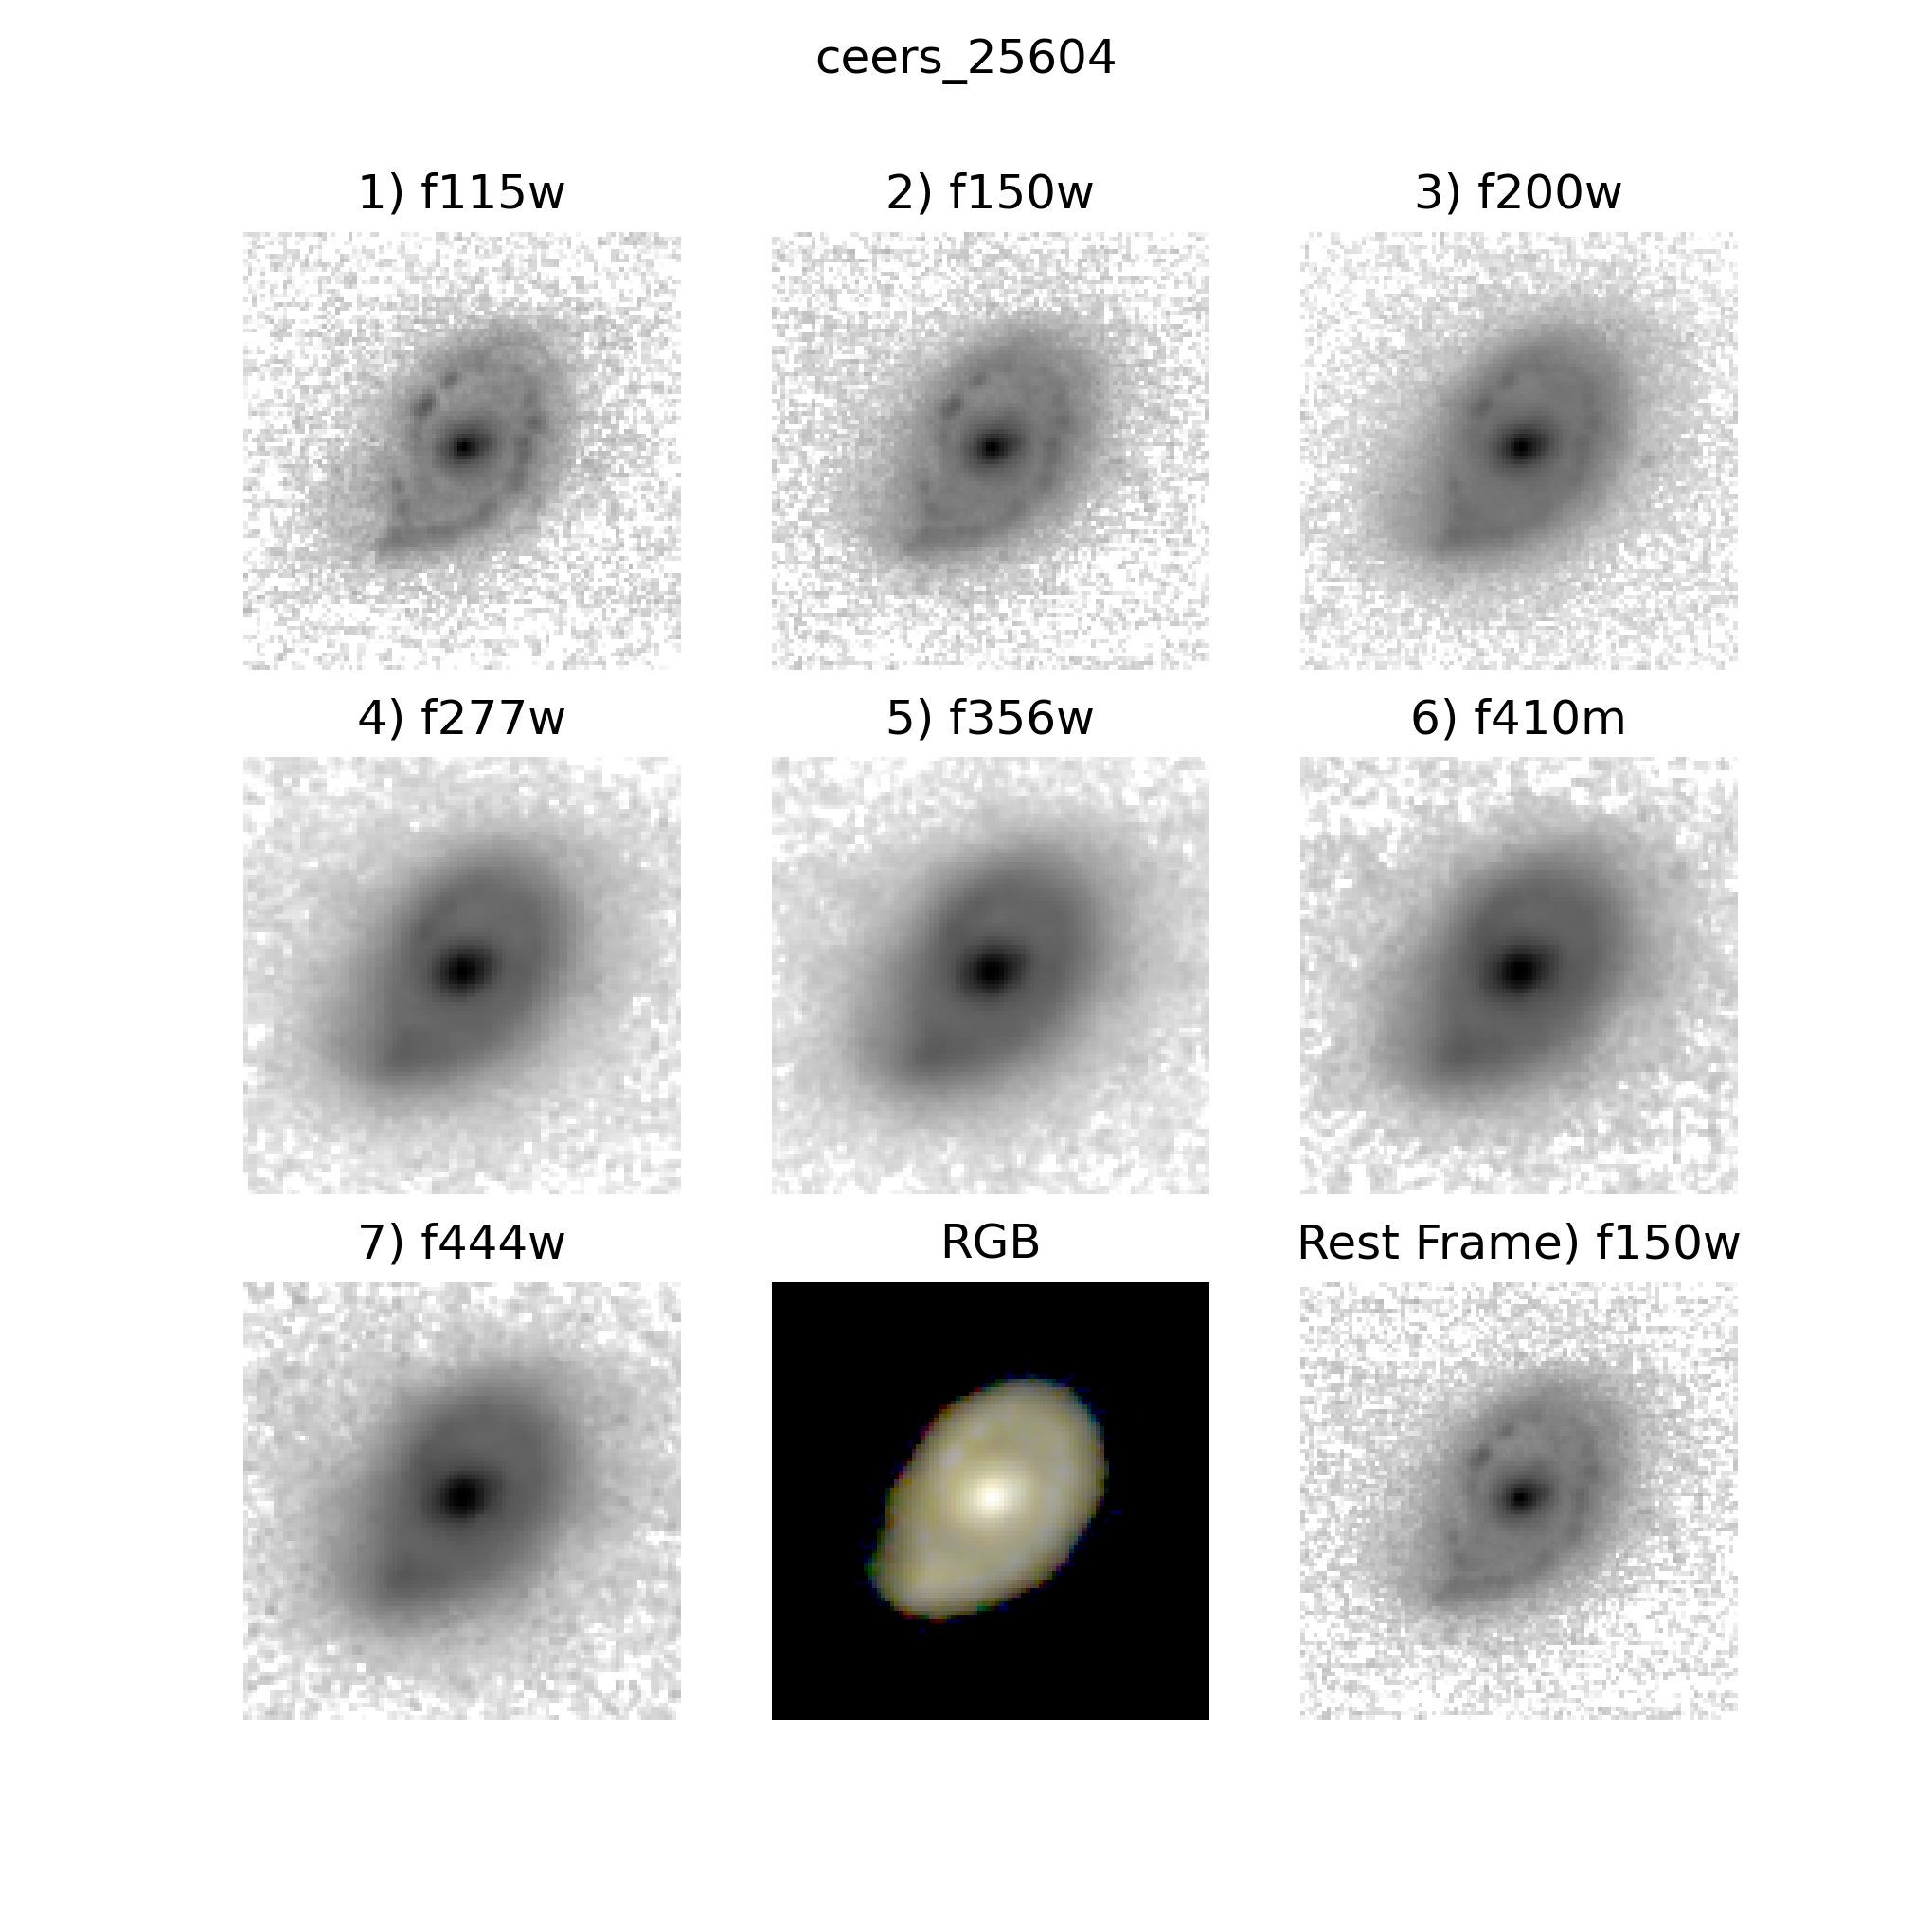 ceers_25604
1) f115w
2) f150w
3) f200w
4) f277w
5) f356w
6) f410m
7) f444w
RGB
Rest Frame) f150w